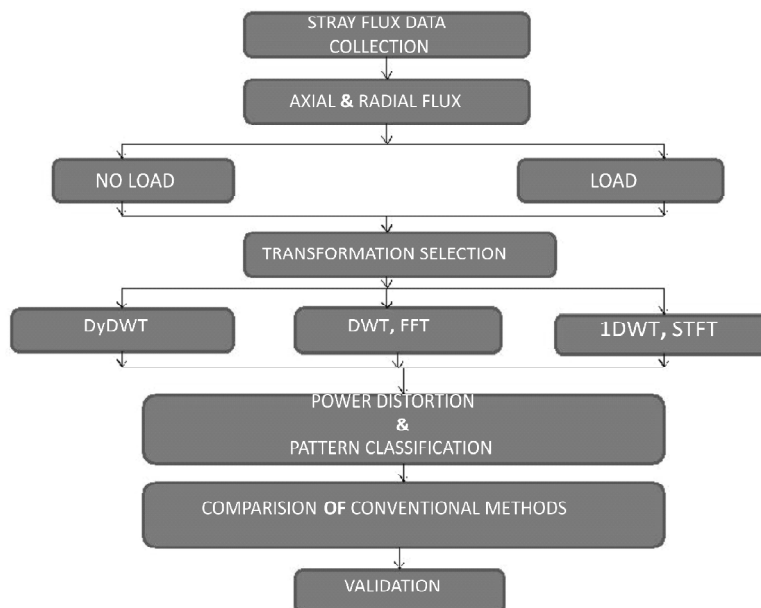 STRAY FLUX DATA
COLLECTION
AXIAL & RADIAL FLUX
NO LOAD
LOAD
TRANSFORMATION SELECTION
DyDWT
DWT, FFT
1DWT, STFT
POWER DISTORTION
&
PATTERN CLASSIFICATION
COMPARISION OF CONVENTIONAL METHODS
VALIDATION